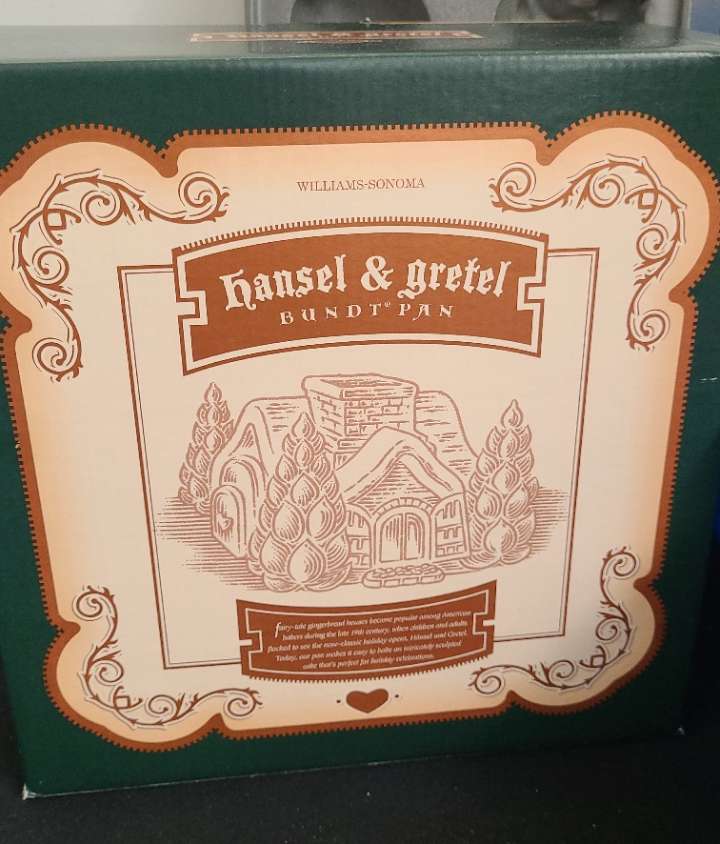 hansel & gretel
WILLIAMS-SONOMA
hansel & gretel
BUNDT® PAN
fairy-tale gingerbread houses became popular among American
bakers during the late 19th century, when children and adults
flocked to see the now-classic holiday opera, Hansel and Gretel.
Today, our pan makes it easy to bake an intricately sculpted
cake that's perfect for holiday celebrations.